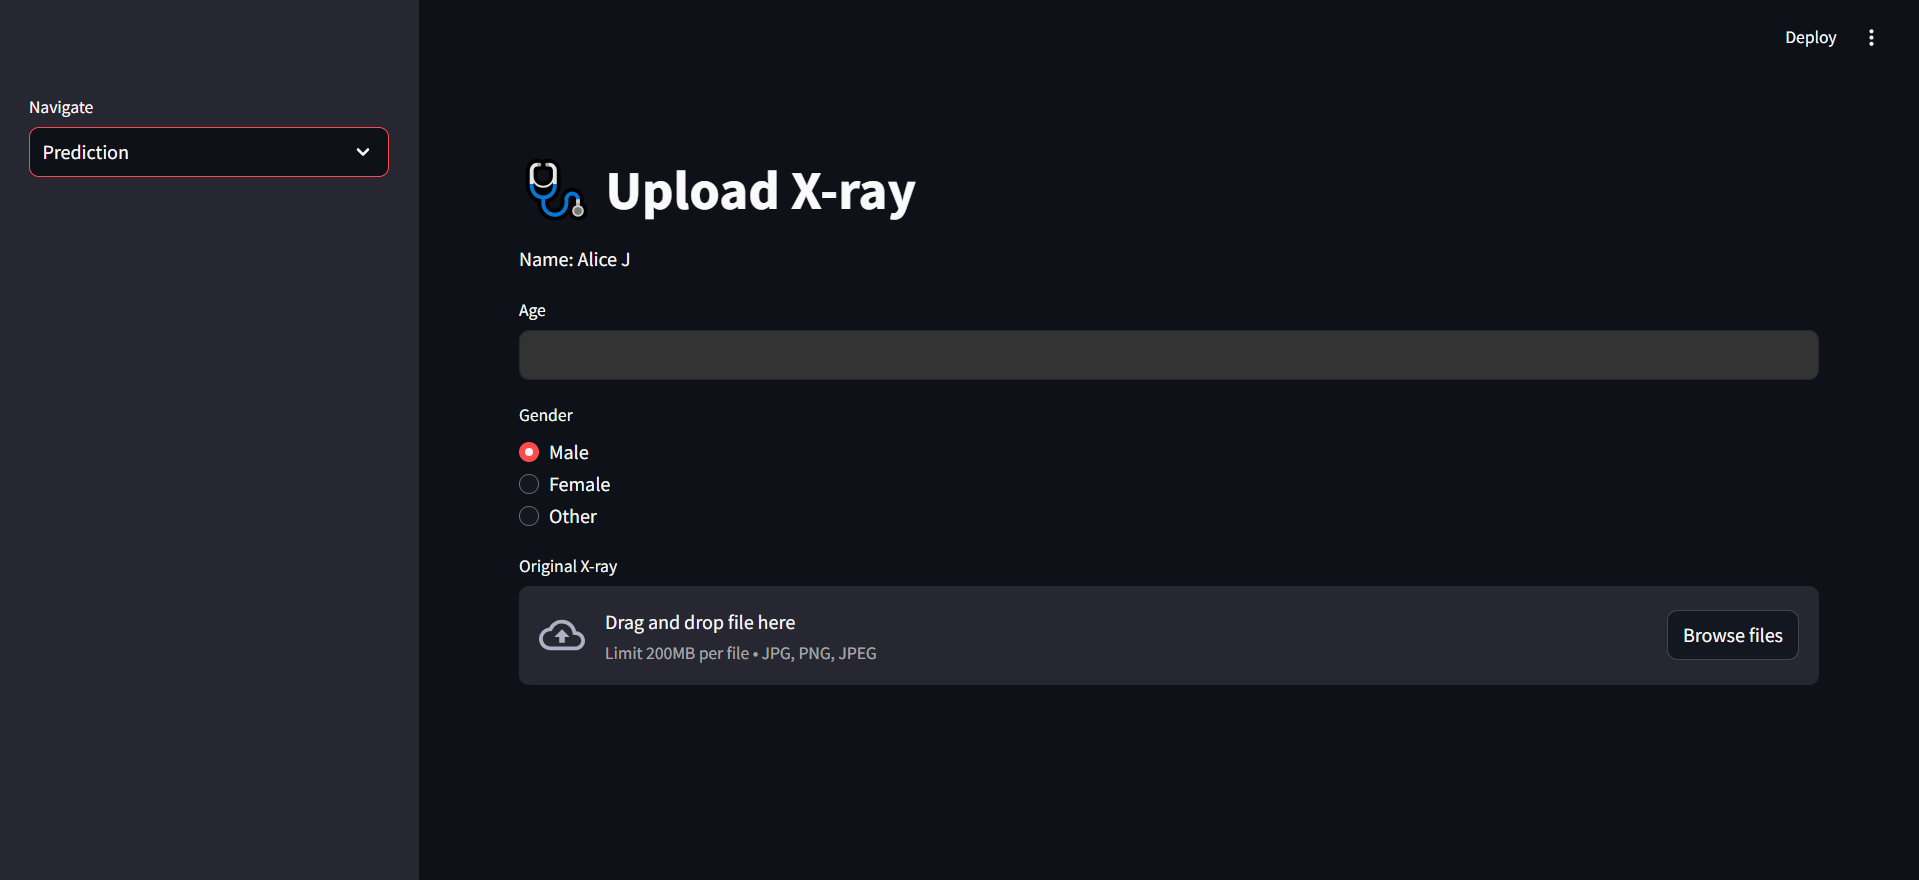 Deploy
Navigate
Prediction
Upload X-ray
Name: Alice J
Age
Gender
Male
Female
Other
Original X-ray
Drag and drop file here
Limit 200MB per file • JPG, PNG, JPEG
Browse files